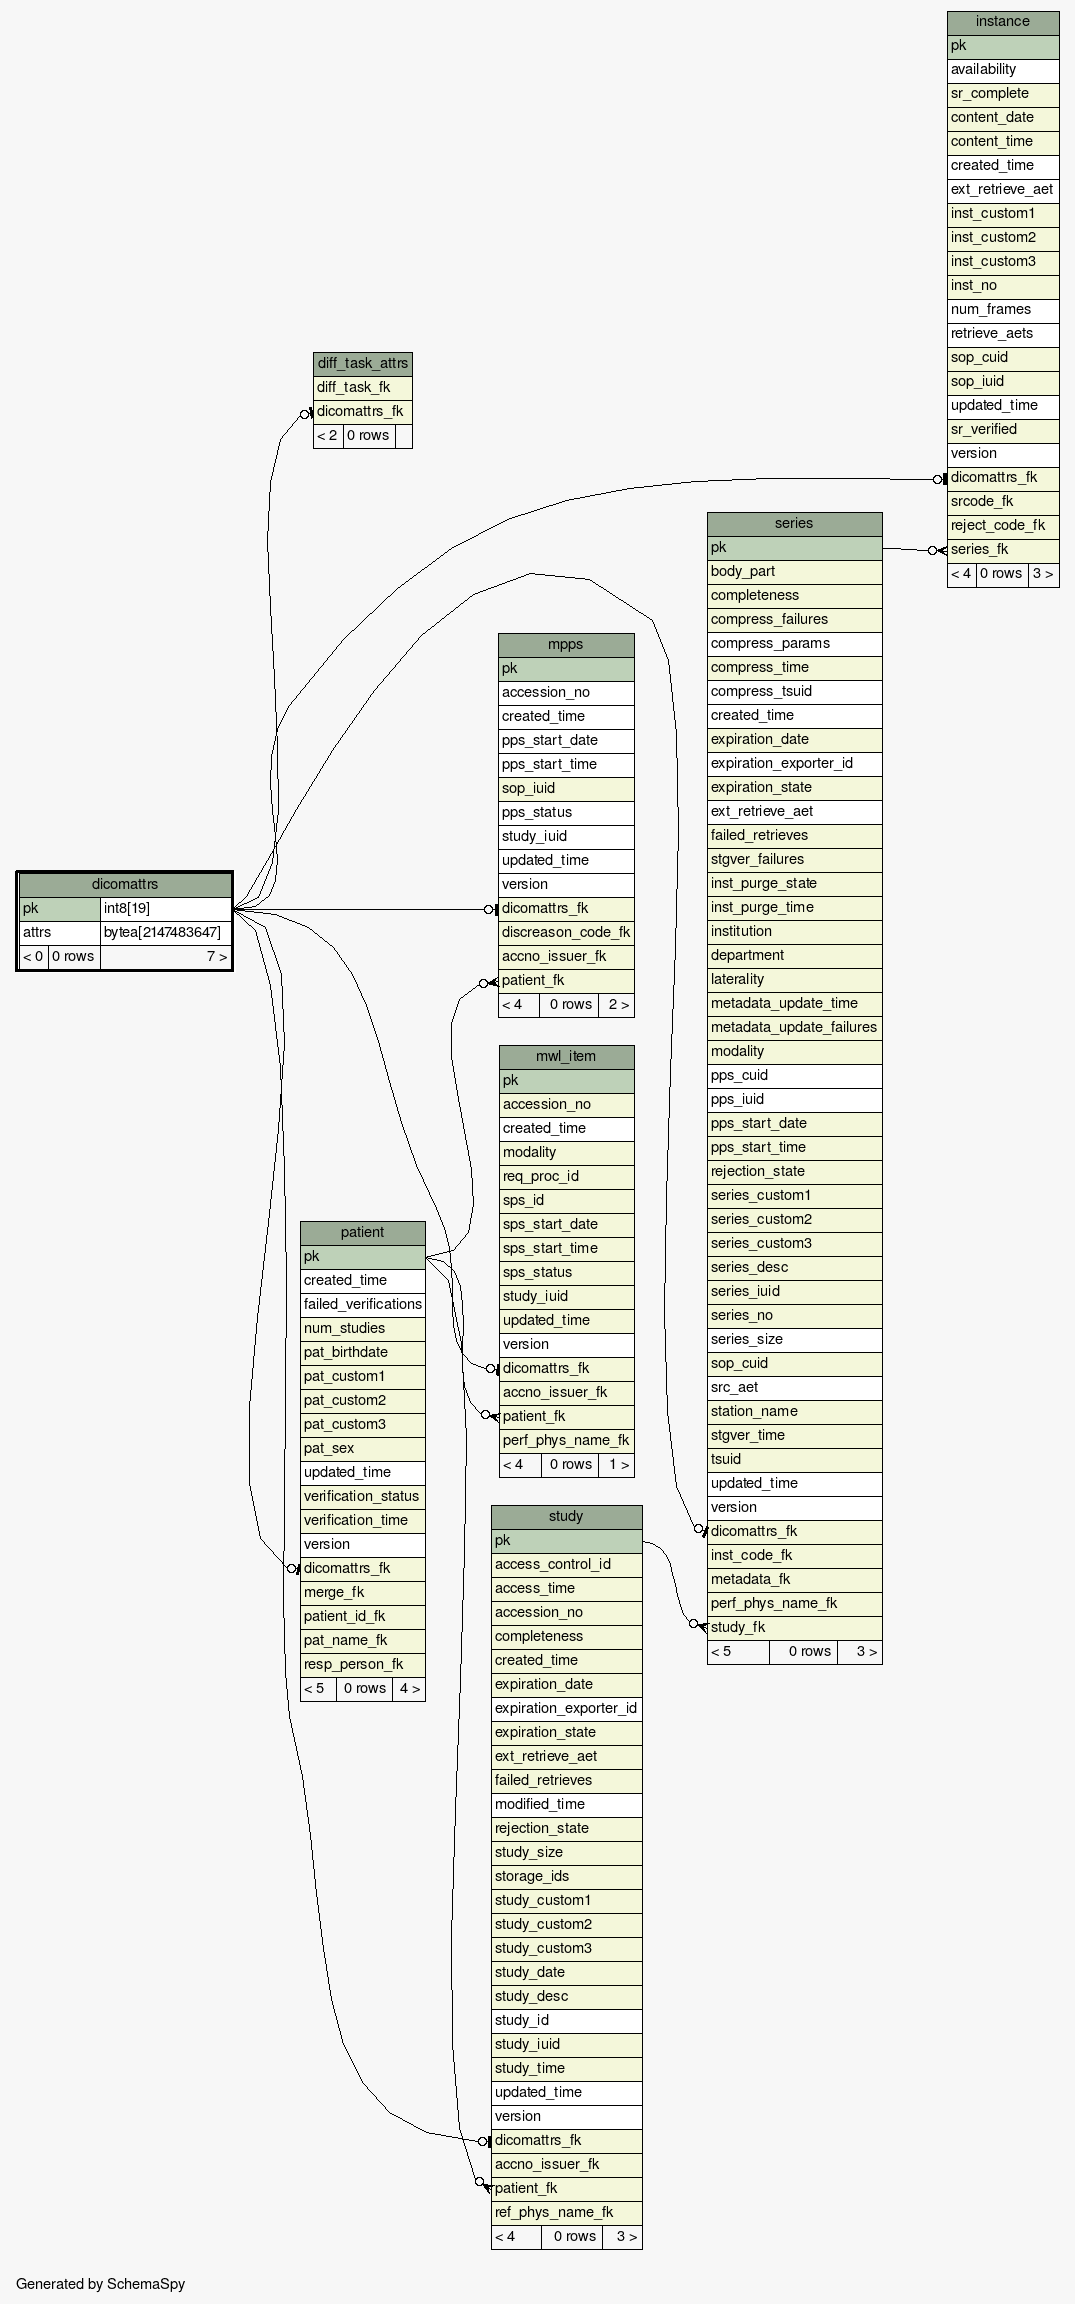 instance
pk
availability
sr_complete
content_date
content_time
created_time
ext_retrieve_aet
inst_custom1
inst_custom2
inst_custom3
inst_no
num_frames
retrieve_aets
sop_cuid
sop_iuid
updated_time
sr_verified
version
dicomattrs_fk
srcode_fk
reject_code_fk
series_fk
< 4 0 rows 3 >
diff_task_attrs
diff_task_fk
dicomattrs_fk
< 2 0 rows
series
pk
body_part
completeness
compress_failures
compress_params
compress_time
compress_tsuid
created_time
expiration_date
expiration_exporter_id
expiration_state
ext_retrieve_aet
failed_retrieves
stgver_failures
inst_purge_state
inst_purge_time
institution
department
laterality
metadata_update_time
metadata_update_failures
modality
pps_cuid
pps_iuid
pps_start_date
pps_start_time
rejection_state
series_custom1
series_custom2
series_custom3
series_desc
series_iuid
series_no
series_size
sop_cuid
src_aet
station_name
stgver_time
tsuid
updated_time
version
dicomattrs_fk
inst_code_fk
metadata_fk
perf_phys_name_fk
study_fk
< 5 0 rows 3 >
mpps
pk
accession_no
created_time
pps_start_date
pps_start_time
sop_iuid
pps_status
study_iuid
updated_time
version
dicomattrs_fk
discreason_code_fk
accno_issuer_fk
patient_fk
< 4 0 rows 2 >
dicomattrs
pk int8[19]
attrs bytea[2147483647]
< 0 0 rows 7 >
mwl_item
pk
accession_no
created_time
modality
req_proc_id
sps_id
sps_start_date
sps_start_time
sps_status
study_iuid
updated_time
version
dicomattrs_fk
accno_issuer_fk
patient_fk
perf_phys_name_fk
< 4 0 rows 1 >
patient
pk
created_time
failed_verifications
num_studies
pat_birthdate
pat_custom1
pat_custom2
pat_custom3
pat_sex
updated_time
verification_status
verification_time
version
dicomattrs_fk
merge_fk
patient_id_fk
pat_name_fk
resp_person_fk
< 5 0 rows 4 >
study
pk
access_control_id
access_time
accession_no
completeness
created_time
expiration_date
expiration_exporter_id
expiration_state
ext_retrieve_aet
failed_retrieves
modified_time
rejection_state
study_size
storage_ids
study_custom1
study_custom2
study_custom3
study_date
study_desc
study_id
study_iuid
study_time
updated_time
version
dicomattrs_fk
accno_issuer_fk
patient_fk
ref_phys_name_fk
< 4 0 rows 3 >
Generated by SchemaSpy